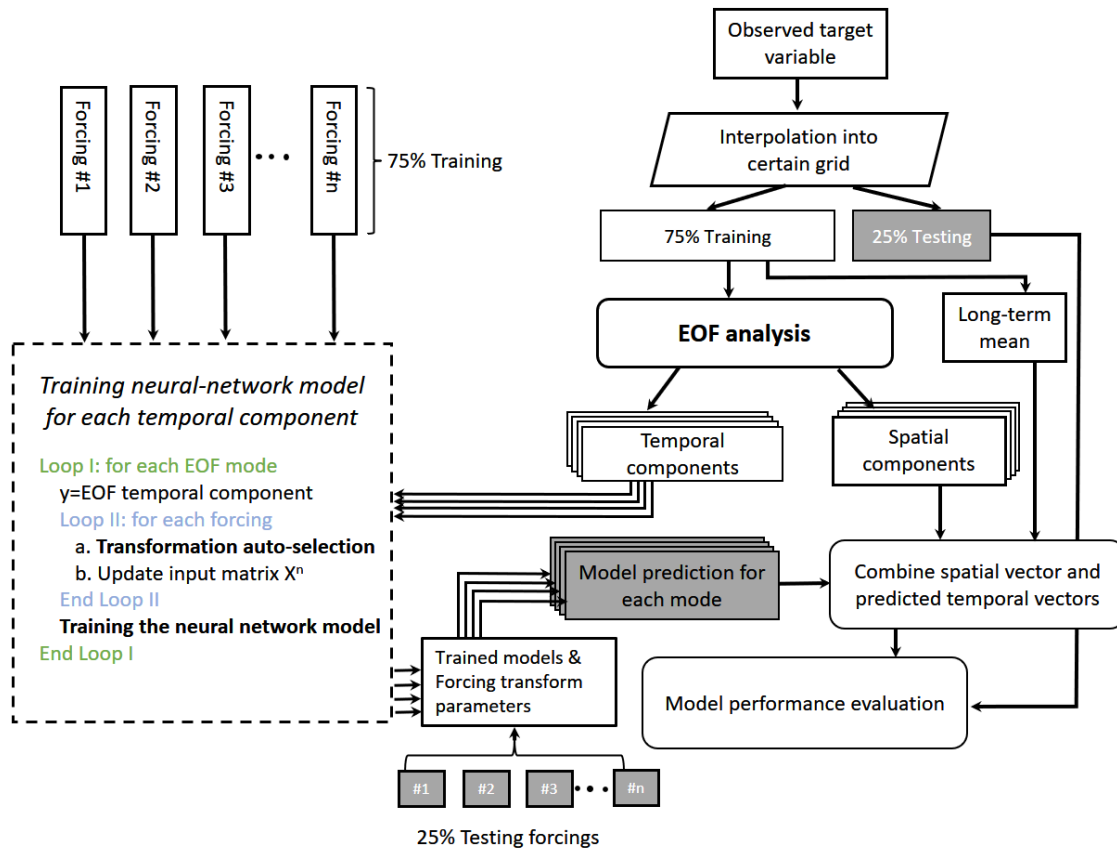 Observed target
variable
Forcing #1
Forcing #2
Forcing #3
Forcing #n
75% Training
Interpolation into
certain grid
75% Training
25% Testing
EOF analysis
Long-term
mean
Training neural-network model
for each temporal component
Loop I: for each EOF mode
y=EOF temporal component
Loop II: for each forcing
a. Transformation auto-selection
b. Update input matrix Xⁿ
End Loop II
Training the neural network model
End Loop I
Temporal
components
Spatial
components
Model prediction for
each mode
Combine spatial vector and
predicted temporal vectors
Trained models &
Forcing transform
parameters
Model performance evaluation
#1
#2
#3
#n
25% Testing forcings